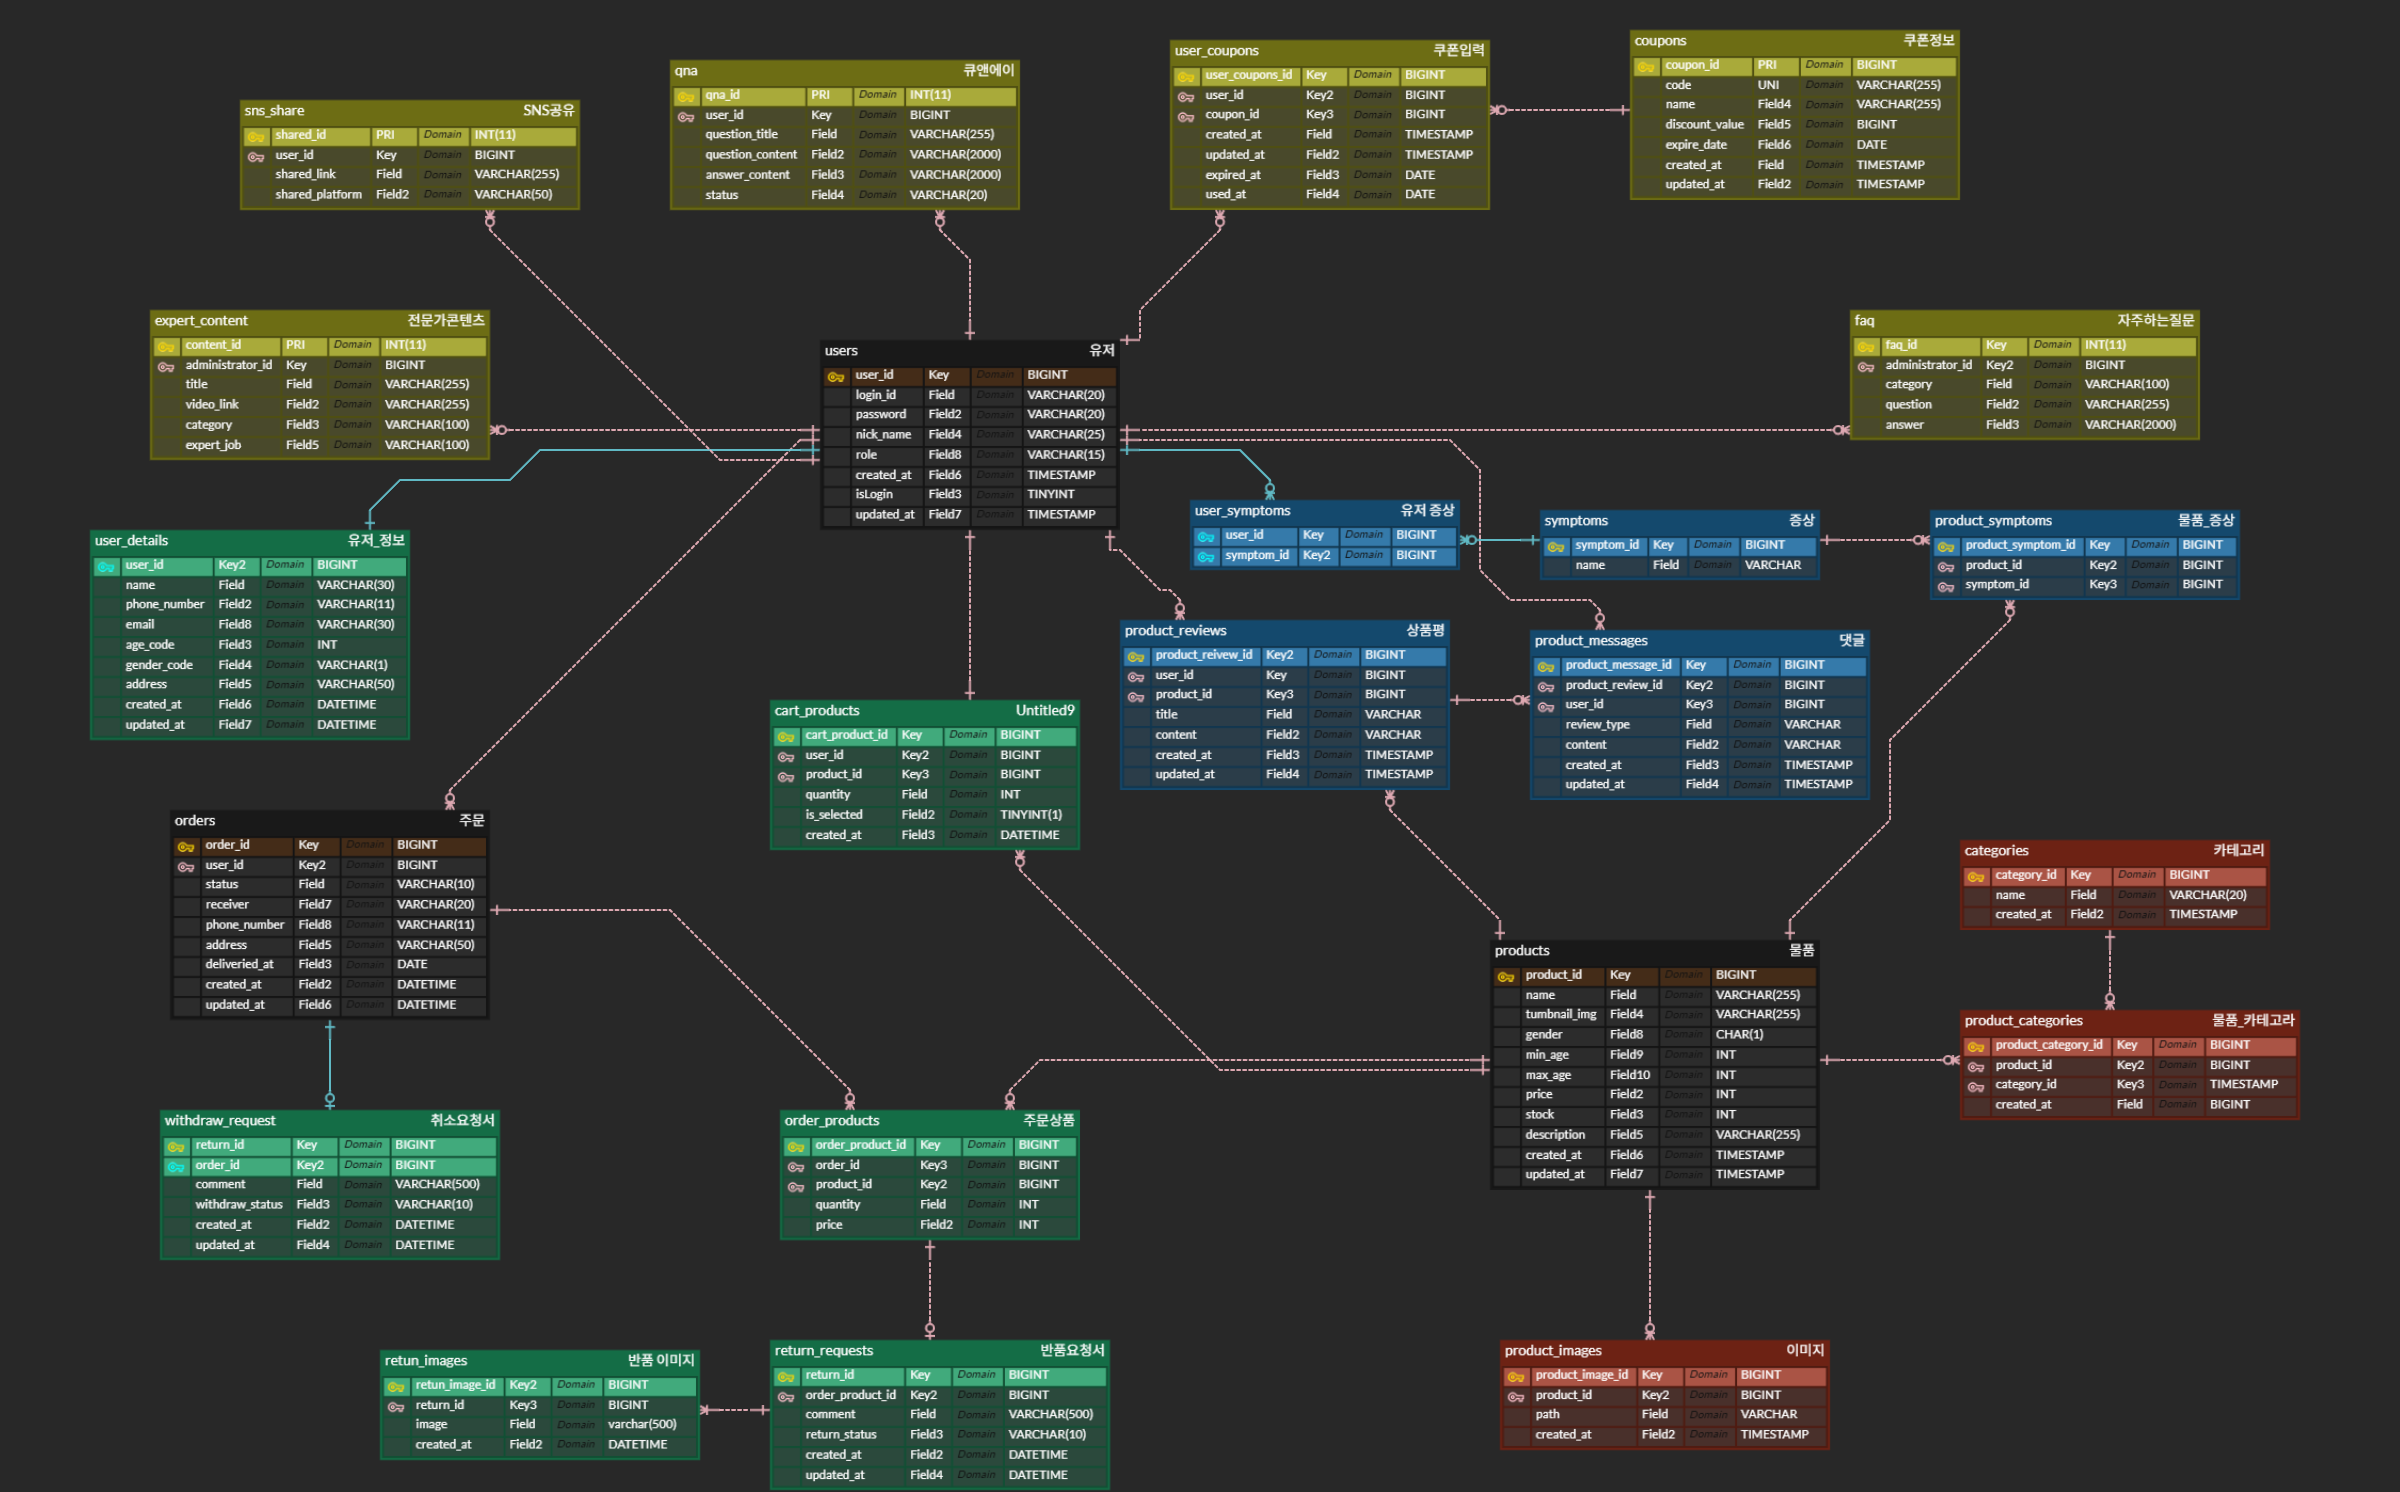 sns_share SNS공유
shared_id PRI Domain INT(11)
user_id Key Domain BIGINT
shared_link Field Domain VARCHAR(255)
shared_platform Field2 Domain VARCHAR(50)
qna 큐앤에이
qna_id PRI Domain INT(11)
user_id Key Domain BIGINT
question_title Field Domain VARCHAR(255)
question_content Field2 Domain VARCHAR(2000)
answer_content Field3 Domain VARCHAR(2000)
status Field4 Domain VARCHAR(20)
user_coupons 쿠폰입력
user_coupons_id Key Domain BIGINT
user_id Key2 Domain BIGINT
coupon_id Key3 Domain BIGINT
created_at Field Domain TIMESTAMP
updated_at Field2 Domain TIMESTAMP
expired_at Field3 Domain DATE
used_at Field4 Domain DATE
coupons 쿠폰정보
coupon_id PRI Domain BIGINT
code UNI Domain VARCHAR(255)
name Field4 Domain VARCHAR(255)
discount_value Field5 Domain BIGINT
expire_date Field6 Domain DATE
created_at Field Domain TIMESTAMP
updated_at Field2 Domain TIMESTAMP
expert_content 전문가콘텐츠
content_id PRI Domain INT(11)
administrator_id Key Domain BIGINT
title Field Domain VARCHAR(255)
video_link Field2 Domain VARCHAR(255)
category Field3 Domain VARCHAR(100)
expert_job Field5 Domain VARCHAR(100)
users 유저
user_id Key Domain BIGINT
login_id Field Domain VARCHAR(20)
password Field2 Domain VARCHAR(20)
nick_name Field4 Domain VARCHAR(25)
role Field8 Domain VARCHAR(15)
created_at Field6 Domain TIMESTAMP
isLogin Field3 Domain TINYINT
updated_at Field7 Domain TIMESTAMP
faq 자주하는질문
faq_id Key Domain INT(11)
administrator_id Key2 Domain BIGINT
category Field Domain VARCHAR(100)
question Field2 Domain VARCHAR(255)
answer Field3 Domain VARCHAR(2000)
user_details 유저_정보
user_id Key2 Domain BIGINT
name Field Domain VARCHAR(30)
phone_number Field2 Domain VARCHAR(11)
email Field8 Domain VARCHAR(30)
age_code Field3 Domain INT
gender_code Field4 Domain VARCHAR(1)
address Field5 Domain VARCHAR(50)
created_at Field6 Domain DATETIME
updated_at Field7 Domain DATETIME
user_symptoms 유저 증상
user_id Key Domain BIGINT
symptom_id Key2 Domain BIGINT
symptoms 증상
symptom_id Key Domain BIGINT
name Field Domain VARCHAR
product_symptoms 물품_증상
product_symptom_id Key Domain BIGINT
product_id Key2 Domain BIGINT
symptom_id Key3 Domain BIGINT
product_reviews 상품평
product_reivew_id Key2 Domain BIGINT
user_id Key Domain BIGINT
product_id Key3 Domain BIGINT
title Field Domain VARCHAR
content Field2 Domain VARCHAR
created_at Field3 Domain TIMESTAMP
updated_at Field4 Domain TIMESTAMP
product_messages 댓글
product_message_id Key Domain BIGINT
product_review_id Key2 Domain BIGINT
user_id Key3 Domain BIGINT
review_type Field Domain VARCHAR
content Field2 Domain VARCHAR
created_at Field3 Domain TIMESTAMP
updated_at Field4 Domain TIMESTAMP
cart_products Untitled9
cart_product_id Key Domain BIGINT
user_id Key2 Domain BIGINT
product_id Key3 Domain BIGINT
quantity Field Domain INT
is_selected Field2 Domain TINYINT(1)
created_at Field3 Domain DATETIME
orders 주문
order_id Key Domain BIGINT
user_id Key2 Domain BIGINT
status Field Domain VARCHAR(10)
receiver Field7 Domain VARCHAR(20)
phone_number Field8 Domain VARCHAR(11)
address Field5 Domain VARCHAR(50)
deliveried_at Field3 Domain DATE
created_at Field2 Domain DATETIME
updated_at Field6 Domain DATETIME
categories 카테고리
category_id Key Domain BIGINT
name Field Domain VARCHAR(20)
created_at Field2 Domain TIMESTAMP
products 물품
product_id Key Domain BIGINT
name Field Domain VARCHAR(255)
tumbnail_img Field4 Domain VARCHAR(255)
gender Field8 Domain CHAR(1)
min_age Field9 Domain INT
max_age Field10 Domain INT
price Field2 Domain INT
stock Field3 Domain INT
description Field5 Domain VARCHAR(255)
created_at Field6 Domain TIMESTAMP
updated_at Field7 Domain TIMESTAMP
product_categories 물품_카테고라
product_category_id Key Domain BIGINT
product_id Key2 Domain BIGINT
category_id Key3 Domain TIMESTAMP
created_at Field Domain BIGINT
withdraw_request 취소요청서
return_id Key Domain BIGINT
order_id Key2 Domain BIGINT
comment Field Domain VARCHAR(500)
withdraw_status Field3 Domain VARCHAR(10)
created_at Field2 Domain DATETIME
updated_at Field4 Domain DATETIME
order_products 주문상품
order_product_id Key Domain BIGINT
order_id Key3 Domain BIGINT
product_id Key2 Domain BIGINT
quantity Field Domain INT
price Field2 Domain INT
retun_images 반품 이미지
retun_image_id Key2 Domain BIGINT
return_id Key3 Domain BIGINT
image Field Domain varchar(500)
created_at Field2 Domain DATETIME
return_requests 반품요청서
return_id Key Domain BIGINT
order_product_id Key2 Domain BIGINT
comment Field Domain VARCHAR(500)
return_status Field3 Domain VARCHAR(10)
created_at Field2 Domain DATETIME
updated_at Field4 Domain DATETIME
product_images 이미지
product_image_id Key Domain BIGINT
product_id Key2 Domain BIGINT
path Field Domain VARCHAR
created_at Field2 Domain TIMESTAMP